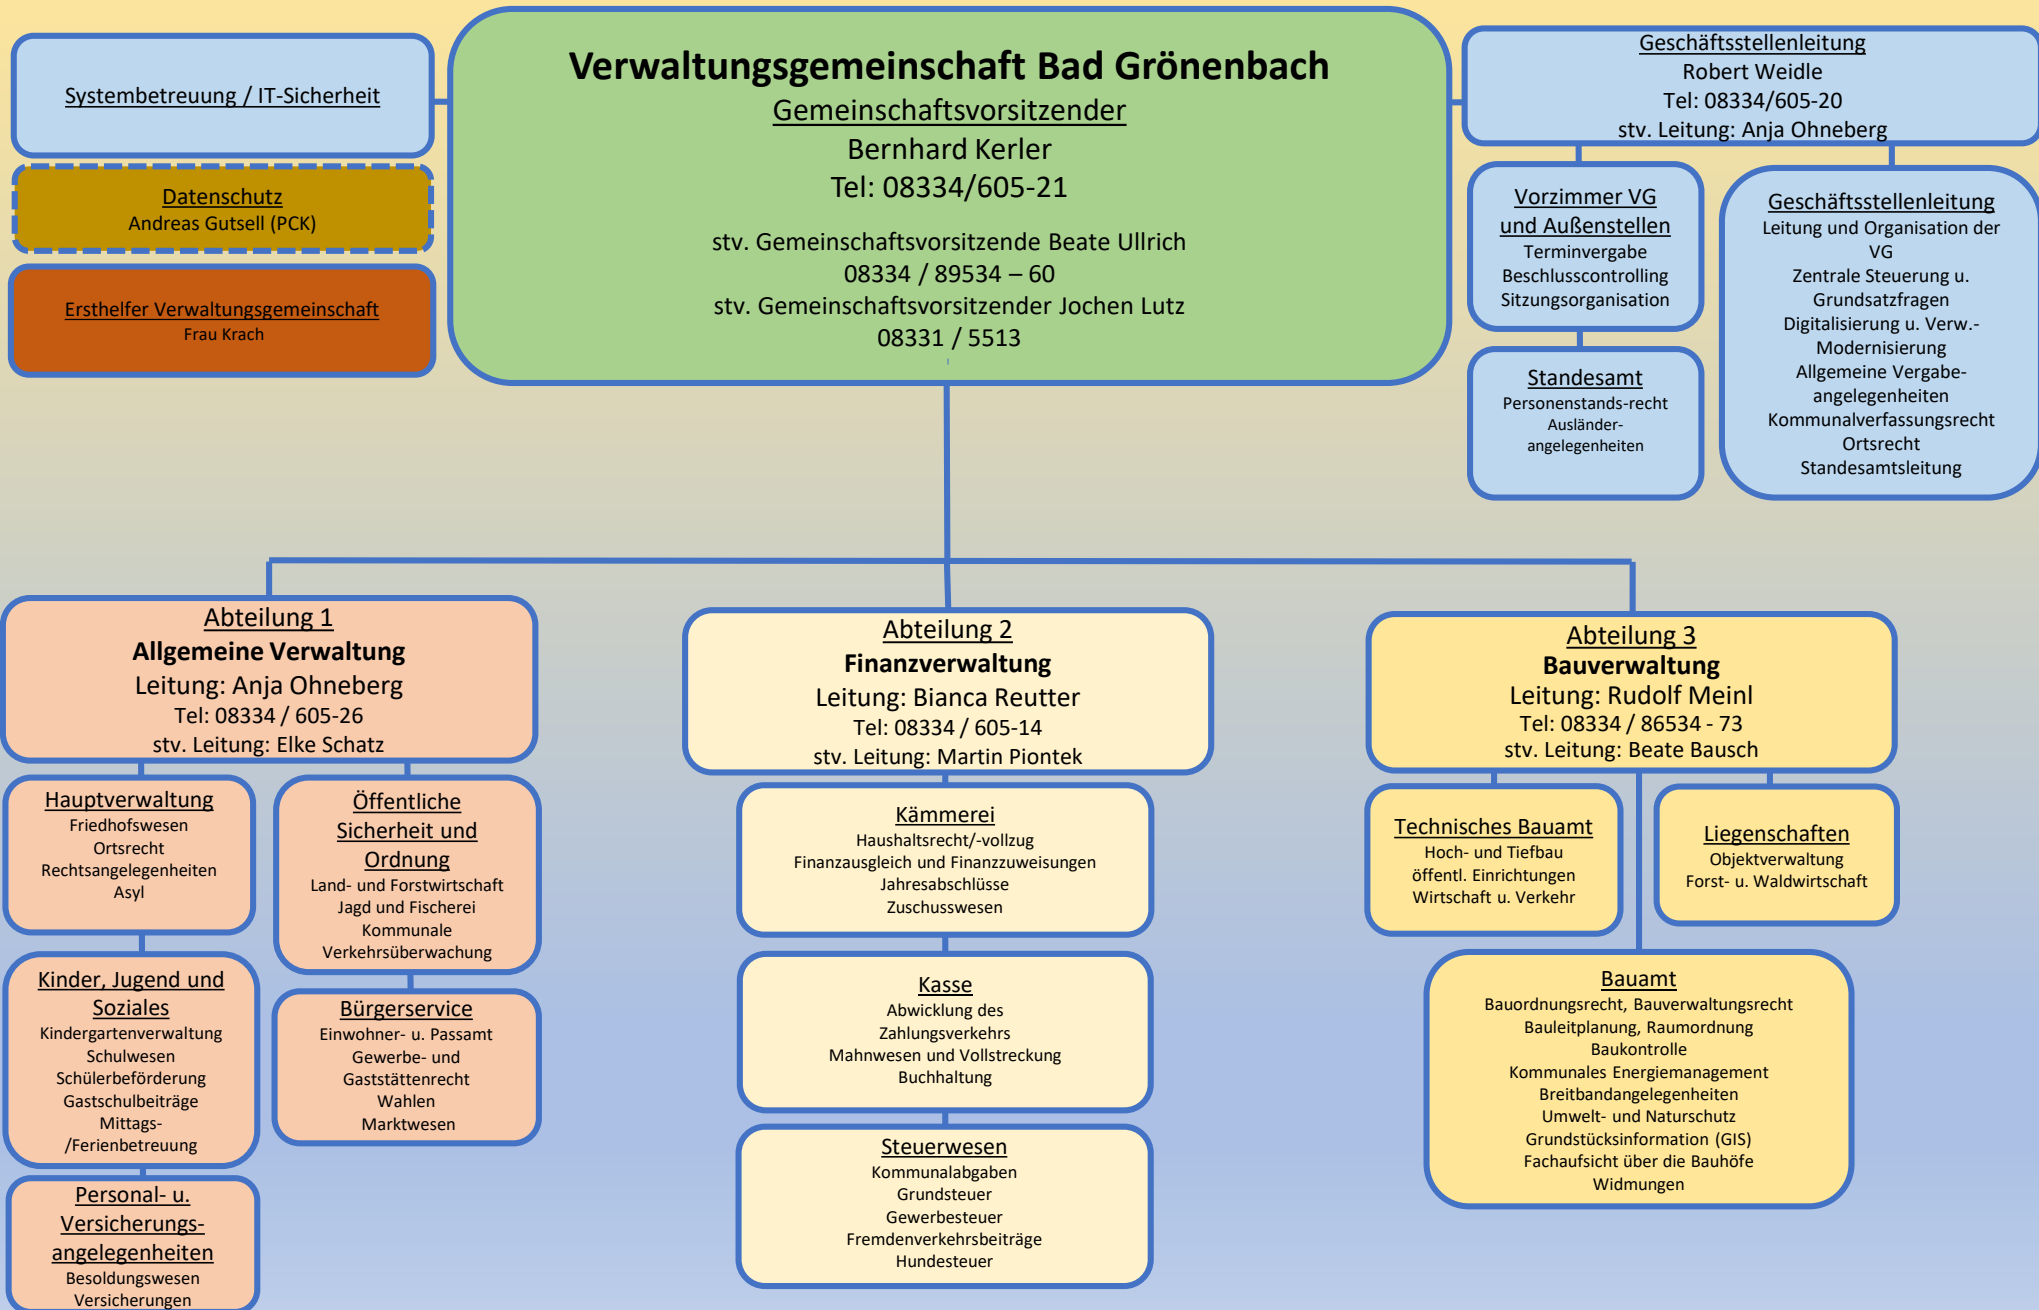 Systembetreuung / IT-Sicherheit
Datenschutz
Andreas Gutsell (PCK)
Ersthelfer Verwaltungsgemeinschaft
Frau Krach
Verwaltungsgemeinschaft Bad Grönenbach
Gemeinschaftsvorsitzender
Bernhard Kerler
Tel: 08334/605-21
stv. Gemeinschaftsvorsitzende Beate Ullrich
08334 / 89534 – 60
stv. Gemeinschaftsvorsitzender Jochen Lutz
08331 / 5513
Geschäftsstellenleitung
Robert Weidle
Tel: 08334/605-20
stv. Leitung: Anja Ohneberg
Vorzimmer VG
und Außenstellen
Terminvergabe
Beschlusscontrolling
Sitzungsorganisation
Standesamt
Personenstands-recht
Ausländer-
angelegenheiten
Geschäftsstellenleitung
Leitung und Organisation der
VG
Zentrale Steuerung u.
Grundsatzfragen
Digitalisierung u. Verw.-
Modernisierung
Allgemeine Vergabe-
angelegenheiten
Kommunalverfassungsrecht
Ortsrecht
Standesamtsleitung
Abteilung 1
Allgemeine Verwaltung
Leitung: Anja Ohneberg
Tel: 08334 / 605-26
stv. Leitung: Elke Schatz
Hauptverwaltung
Friedhofswesen
Ortsrecht
Rechtsangelegenheiten
Asyl
Kinder, Jugend und
Soziales
Kindergartenverwaltung
Schulwesen
Schülerbeförderung
Gastschulbeiträge
Mittags-
/Ferienbetreuung
Personal- u.
Versicherungs-
angelegenheiten
Besoldungswesen
Versicherungen
Öffentliche
Sicherheit und
Ordnung
Land- und Forstwirtschaft
Jagd und Fischerei
Kommunale
Verkehrsüberwachung
Bürgerservice
Einwohner- u. Passamt
Gewerbe- und
Gaststättenrecht
Wahlen
Marktwesen
Abteilung 2
Finanzverwaltung
Leitung: Bianca Reutter
Tel: 08334 / 605-14
stv. Leitung: Martin Piontek
Kämmerei
Haushaltsrecht/-vollzug
Finanzausgleich und Finanzzuweisungen
Jahresabschlüsse
Zuschusswesen
Kasse
Abwicklung des
Zahlungsverkehrs
Mahnwesen und Vollstreckung
Buchhaltung
Steuerwesen
Kommunalabgaben
Grundsteuer
Gewerbesteuer
Fremdenverkehrsbeiträge
Hundesteuer
Abteilung 3
Bauverwaltung
Leitung: Rudolf Meinl
Tel: 08334 / 86534 - 73
stv. Leitung: Beate Bausch
Technisches Bauamt
Hoch- und Tiefbau
öffentl. Einrichtungen
Wirtschaft u. Verkehr
Liegenschaften
Objektverwaltung
Forst- u. Waldwirtschaft
Bauamt
Bauordnungsrecht, Bauverwaltungsrecht
Bauleitplanung, Raumordnung
Baukontrolle
Kommunales Energiemanagement
Breitbandangelegenheiten
Umwelt- und Naturschutz
Grundstücksinformation (GIS)
Fachaufsicht über die Bauhöfe
Widmungen